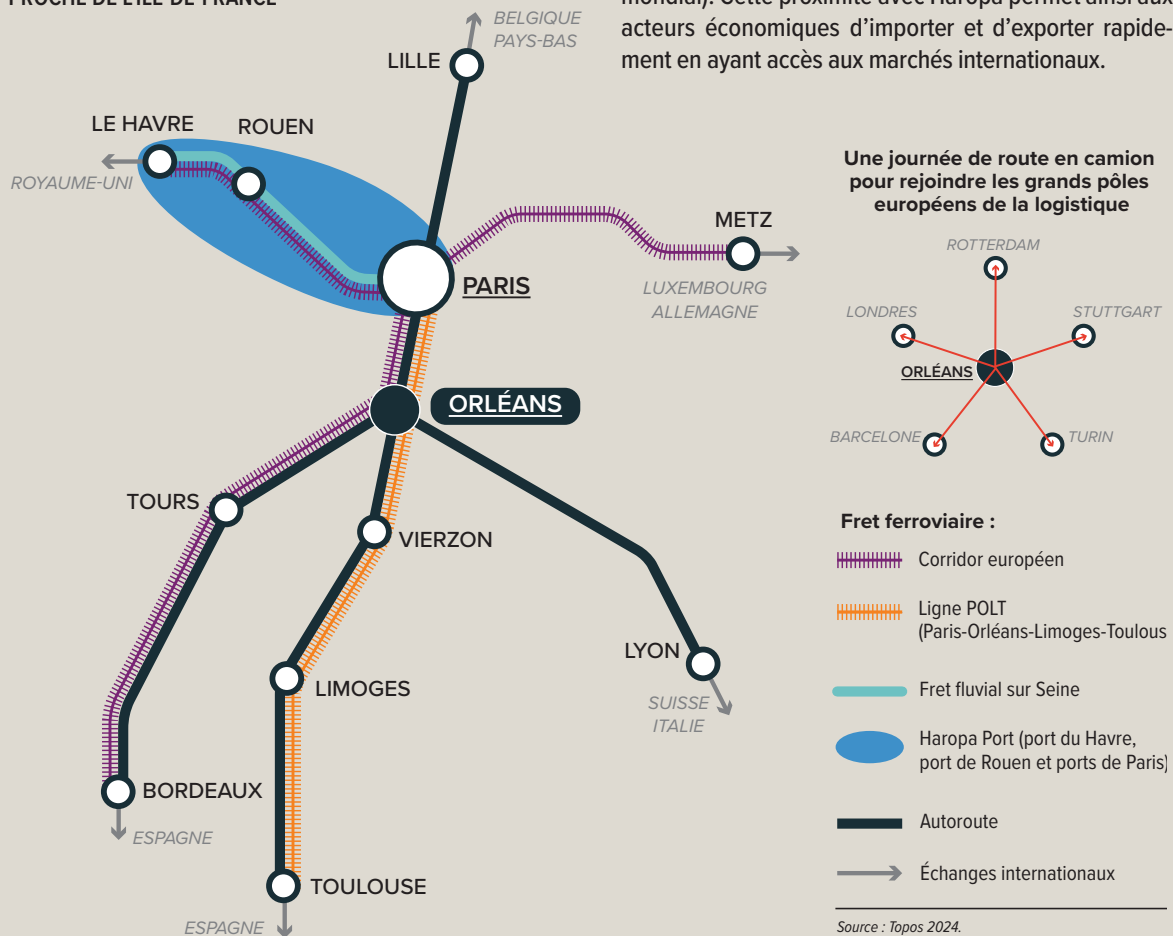 PROCHE DE L'ÎLE-DE-FRANCE
mondial). Cette proximité avec Haropa permet ainsi aux
acteurs économiques d'importer et d'exporter rapide-
ment en ayant accès aux marchés internationaux.
BELGIQUE
PAYS-BAS
LILLE
LE HAVRE
ROUEN
ROYAUME-UNI
METZ
PARIS
LUXEMBOURG
ALLEMAGNE
ORLÉANS
TOURS
VIERZON
LYON
LIMOGES
SUISSE
ITALIE
BORDEAUX
ESPAGNE
TOULOUSE
ESPAGNE
Une journée de route en camion
pour rejoindre les grands pôles
européens de la logistique
ROTTERDAM
LONDRES
STUTTGART
ORLÉANS
BARCELONE
TURIN
Fret ferroviaire :
Corridor européen
Ligne POLT
(Paris-Orléans-Limoges-Toulous
Fret fluvial sur Seine
Haropa Port (port du Havre,
port de Rouen et ports de Paris)
Autoroute
Échanges internationaux
Source : Topos 2024.